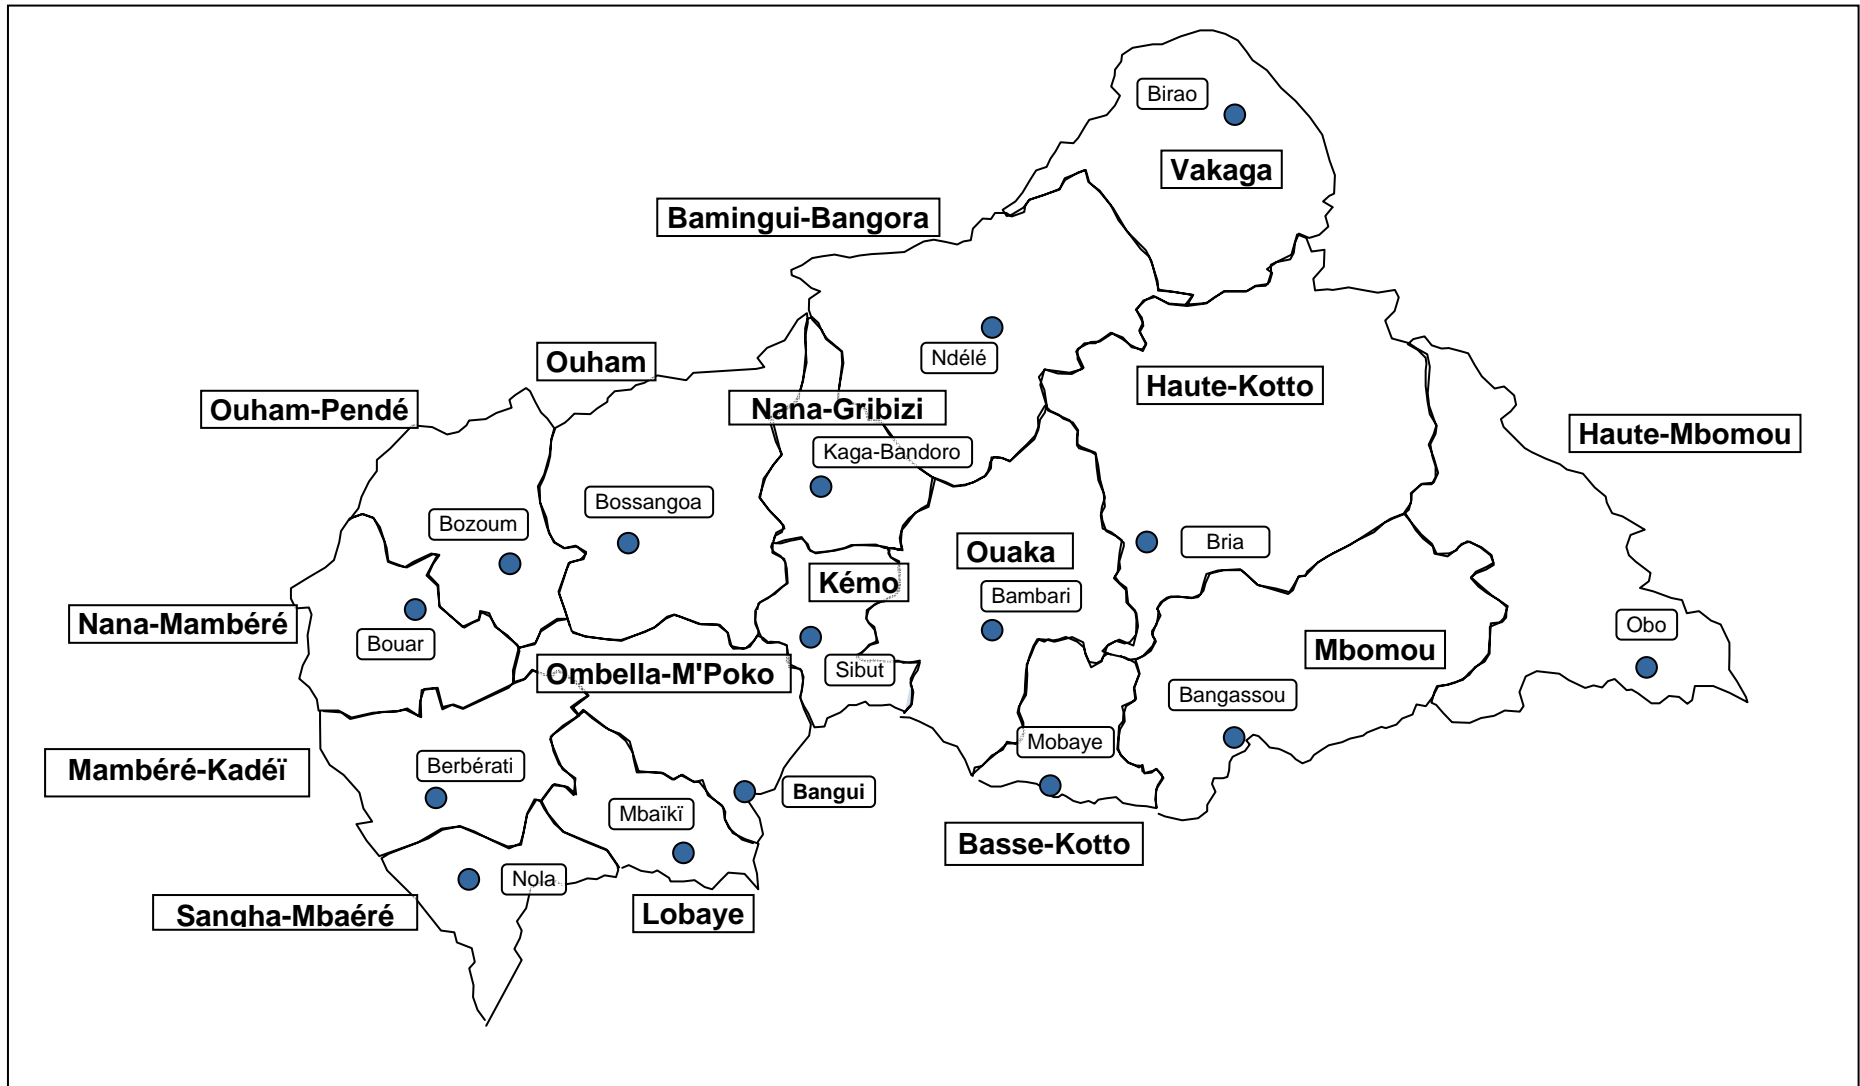 Birao
Vakaga
Bamingui-Bangora
Ndélé
Ouham
Haute-Kotto
Ouham-Pendé
Nana-Gribizi
Haute-Mbomou
Kaga-Bandoro
Bossangoa
Bozoum
Bria
Ouaka
Kémo
Bambari
Nana-Mambéré
Bouar
Obo
Mbomou
Ombella-M'Poko
Sibut
Bangassou
Mobaye
Mambéré-Kadéï
Berbérati
Bangui
Mbaïkï
Basse-Kotto
Nola
Sangha-Mbaéré
Lobaye